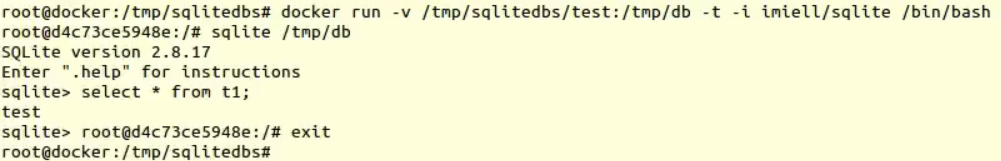 root@docker:/tmp/sqlitedbs# docker run -v /tmp/sqlitedbs/test:/tmp/db -t -i imiell/sqlite /bin/bash
root@d4c73ce5948e:/# sqlite /tmp/db
SQLite version 2.8.17
Enter ".help" for instructions
sqlite> select * from t1;
test
sqlite> root@d4c73ce5948e:/# exit
root@docker:/tmp/sqlitedbs#